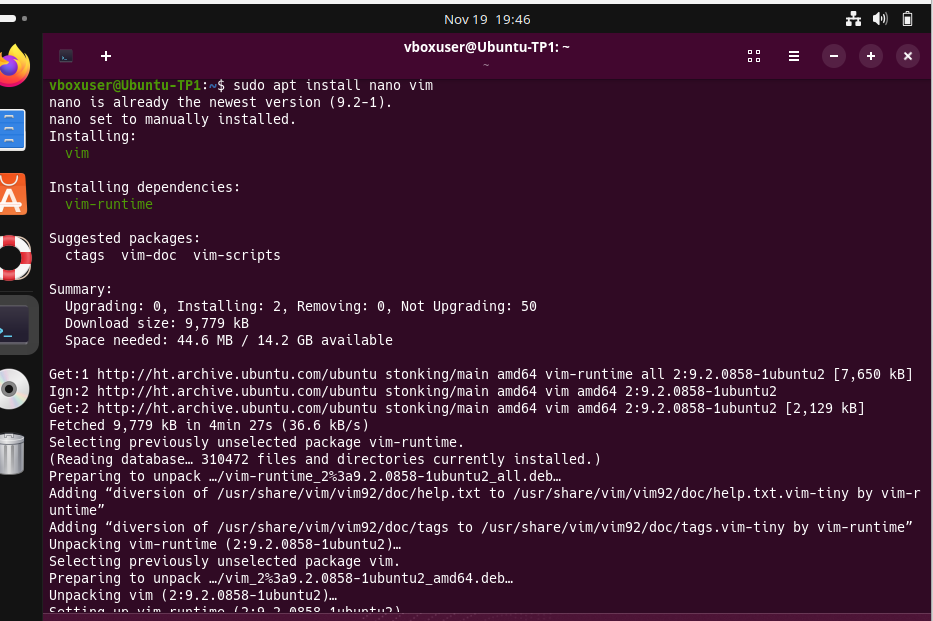 Nov 19 19:46
vboxuser@Ubuntu-TP1: ~
~
vboxuser@Ubuntu-TP1:~$ sudo apt install nano vim
nano is already the newest version (9.2-1).
nano set to manually installed.
Installing:
vim
Installing dependencies:
vim-runtime
Suggested packages:
ctags vim-doc vim-scripts
Summary:
Upgrading: 0, Installing: 2, Removing: 0, Not Upgrading: 50
Download size: 9,779 kB
Space needed: 44.6 MB / 14.2 GB available
Get:1 http://ht.archive.ubuntu.com/ubuntu stonking/main amd64 vim-runtime all 2:9.2.0858-1ubuntu2 [7,650 kB]
Ign:2 http://ht.archive.ubuntu.com/ubuntu stonking/main amd64 vim amd64 2:9.2.0858-1ubuntu2
Get:2 http://ht.archive.ubuntu.com/ubuntu stonking/main amd64 vim amd64 2:9.2.0858-1ubuntu2 [2,129 kB]
Fetched 9,779 kB in 4min 27s (36.6 kB/s)
Selecting previously unselected package vim-runtime.
(Reading database… 310472 files and directories currently installed.)
Preparing to unpack …/vim-runtime_2%3a9.2.0858-1ubuntu2_all.deb…
Adding “diversion of /usr/share/vim/vim92/doc/help.txt to /usr/share/vim/vim92/doc/help.txt.vim-tiny by vim-r
untime”
Adding “diversion of /usr/share/vim/vim92/doc/tags to /usr/share/vim/vim92/doc/tags.vim-tiny by vim-runtime”
Unpacking vim-runtime (2:9.2.0858-1ubuntu2)…
Selecting previously unselected package vim.
Preparing to unpack …/vim_2%3a9.2.0858-1ubuntu2_amd64.deb…
Unpacking vim (2:9.2.0858-1ubuntu2)…
Setting up vim-runtime (2:9.2.0858-1ubuntu2)